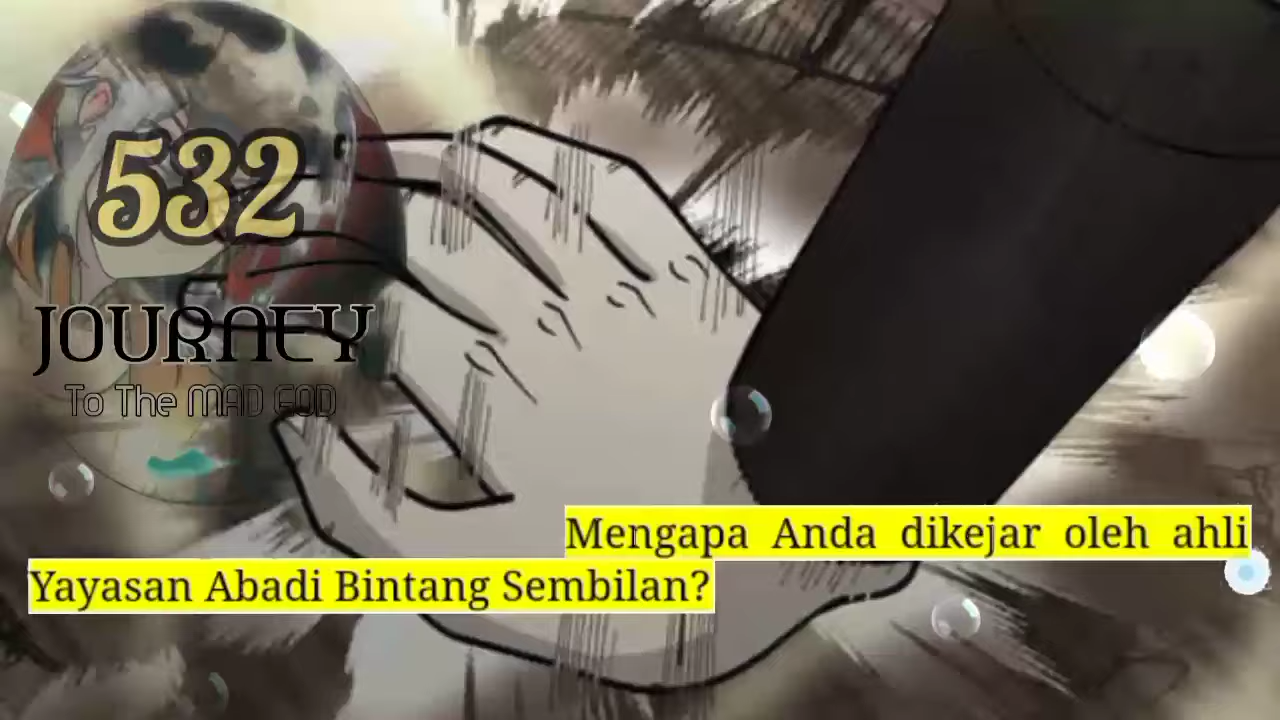 532
JOURNEY
To The MAD GOD
Mengapa Anda dikejar oleh ahli
Yayasan Abadi Bintang Sembilan?